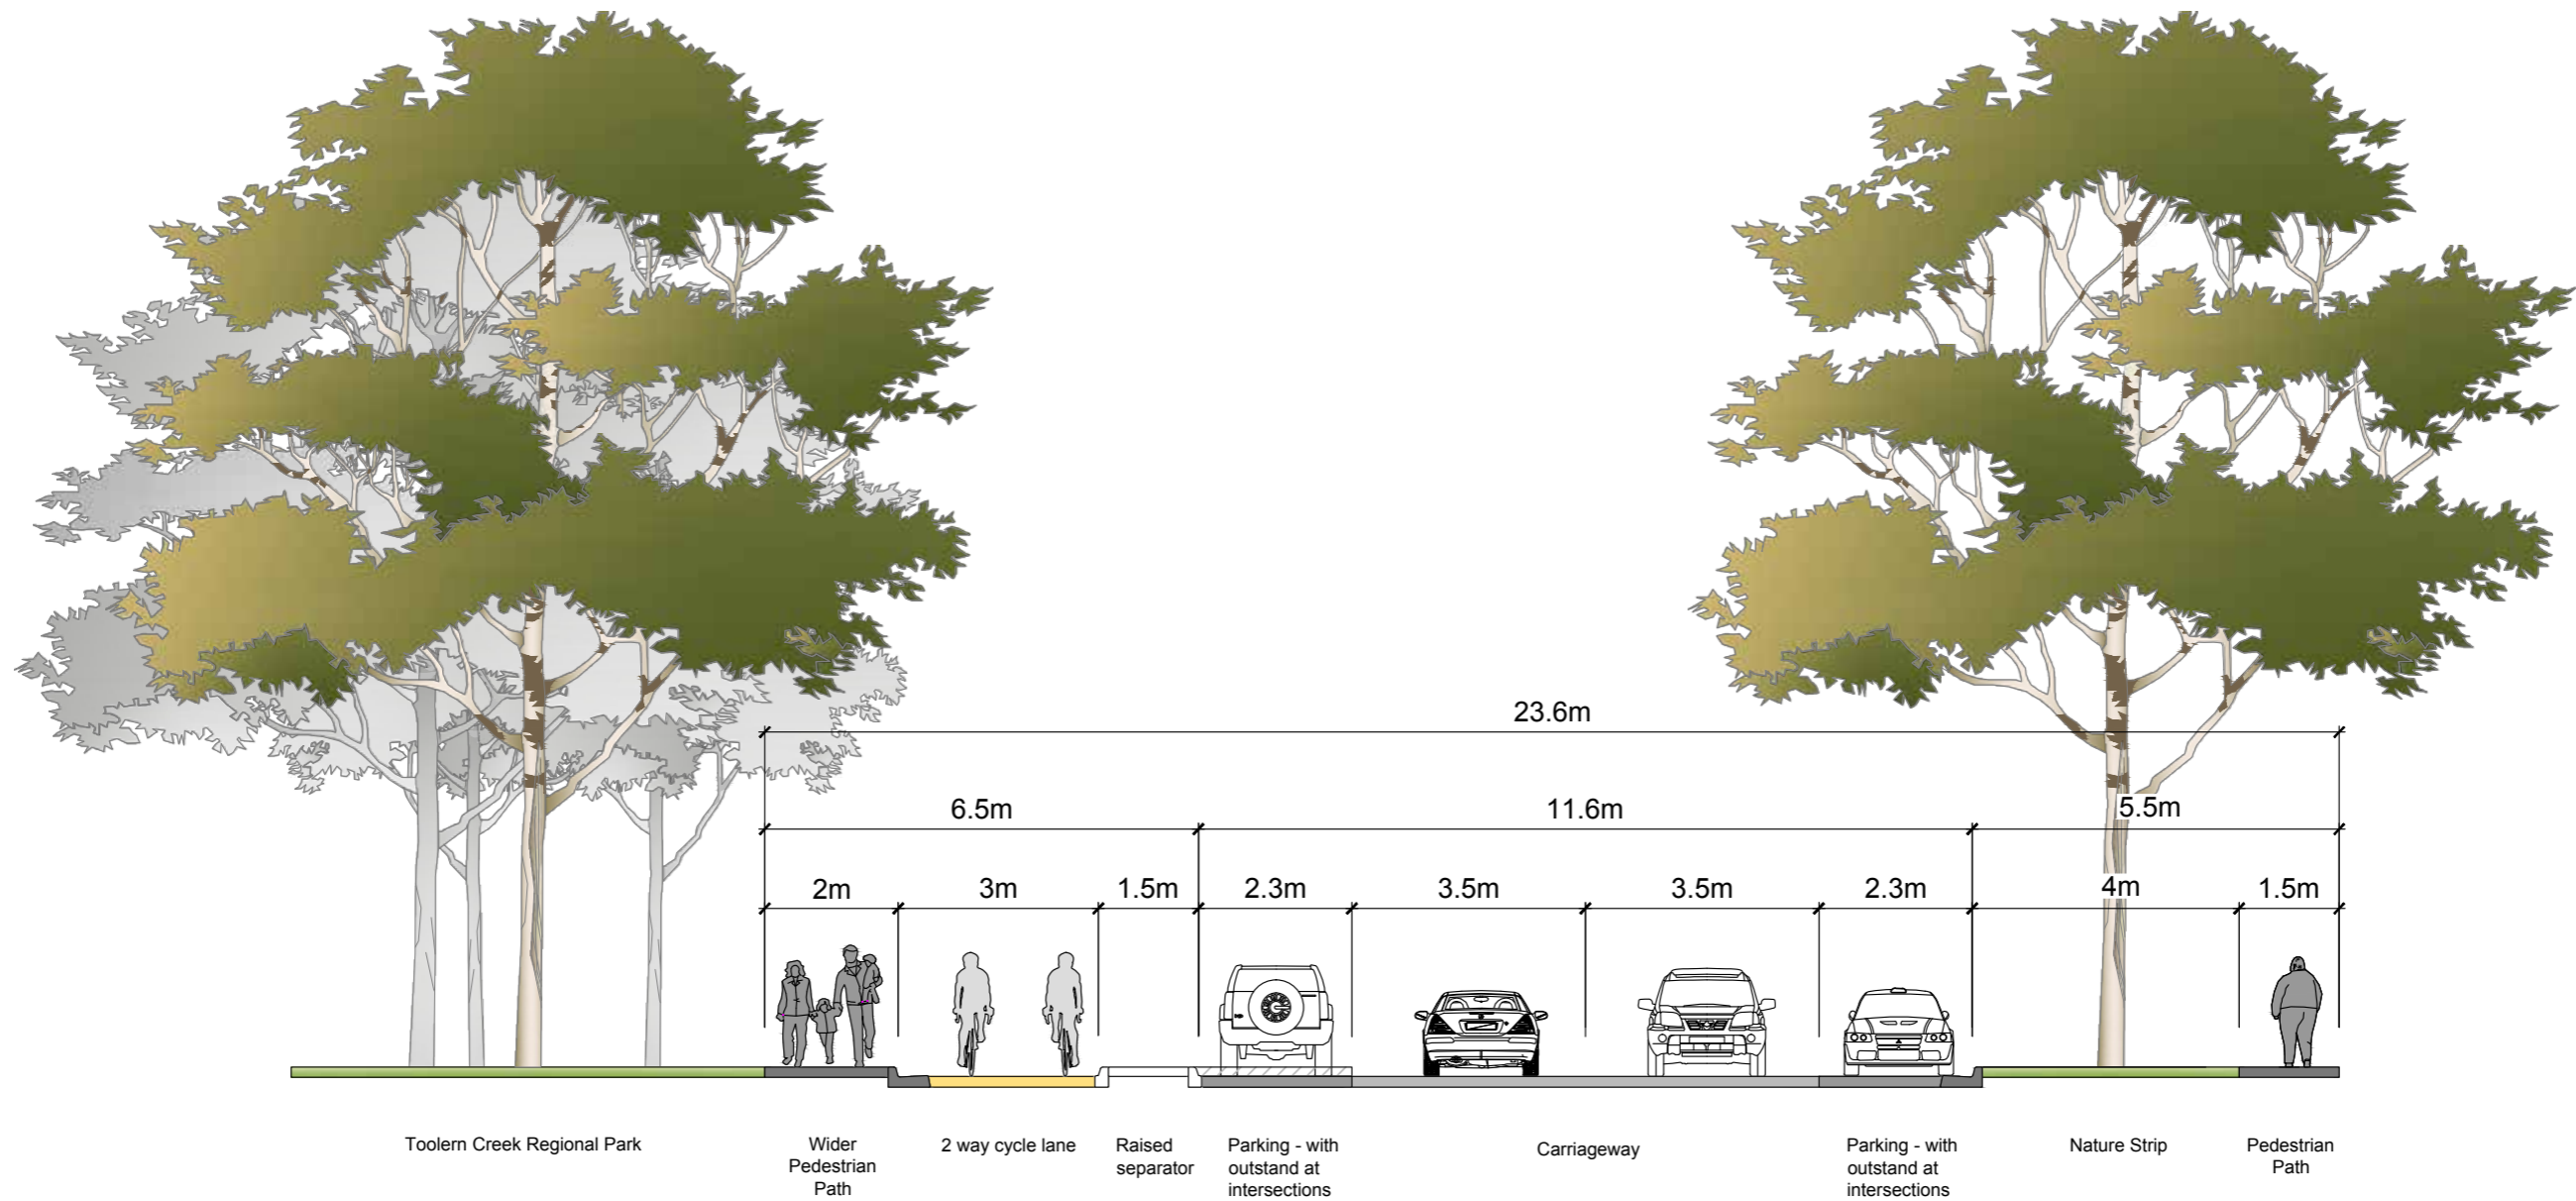 23.6m
6.5m
11.6m
5.5m
2m
3m
1.5m
2.3m
3.5m
3.5m
2.3m
4m
1.5m
Toolern Creek Regional Park
Wider
Pedestrian
Path
2 way cycle lane
Raised
separator
Parking - with
outstand at
intersections
Carriageway
Parking - with
outstand at
intersections
Nature Strip
Pedestrian
Path